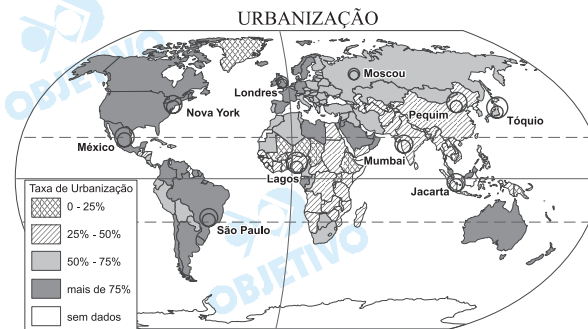 URBANIZAÇÃO
OBJETIVO
Moscou
Londres
Nova York
Pequim
Tóquio
México
Mumbai
Lagos
Jacarta
São Paulo
Taxa de Urbanização
0 - 25%
25% - 50%
50% - 75%
mais de 75%
sem dados
OBJETIVO